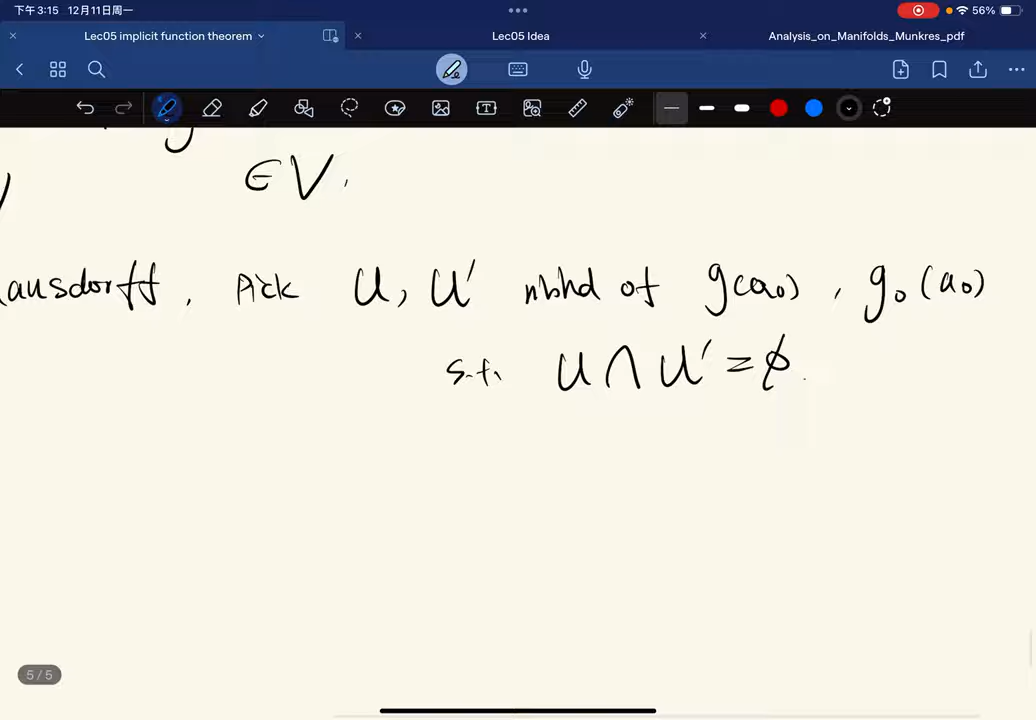 下午3:15 12月11日周一
56%
Lec05 implicit function theorem
Lec05 Idea
Analysis_on_Manifolds_Munkres_pdf
∈ V.
ausdorff, Pick U, U' nbhd of g(a₀), g₀(a₀)
s.t. U ∩ U' = ϕ.
5 / 5